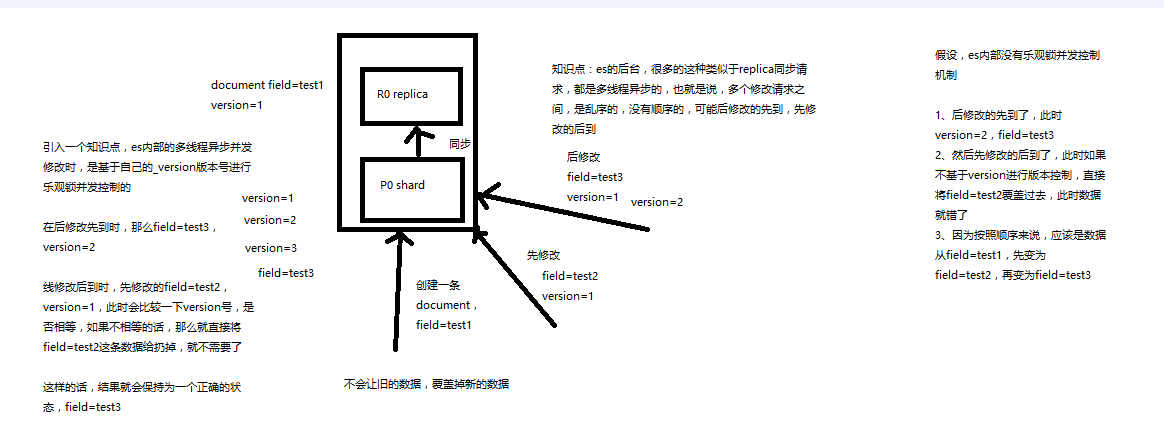 document field=test1
version=1
引入一个知识点，es内部的多线程异步并发
修改时，是基于自己的_version版本号进行
乐观锁并发控制的
在后修改先到时，那么field=test3，
version=2
线修改后到时，先修改的field=test2，
version=1，此时会比较一下version号，是
否相等，如果不相等的话，那么就直接将
field=test2这条数据给扔掉，就不需要了
这样的话，结果就会保持为一个正确的状
态，field=test3
version=1
version=2
version=3
field=test3
R0 replica
同步
P0 shard
创建一条
document，
field=test1
不会让旧的数据，覆盖掉新的数据
知识点：es的后台，很多的这种类似于replica同步请
求，都是多线程异步的，也就是说，多个修改请求之
间，是乱序的，没有顺序的，可能后修改的先到，先修
改的后到
后修改
field=test3
version=1
version=2
先修改
field=test2
version=1
假设，es内部没有乐观锁并发控制
机制
1、后修改的先到了，此时
version=2，field=test3
2、然后先修改的后到了，此时如果
不基于version进行版本控制，直接
将field=test2覆盖过去，此时数据
就错了
3、因为按照顺序来说，应该是数据
从field=test1，先变为
field=test2，再变为field=test3